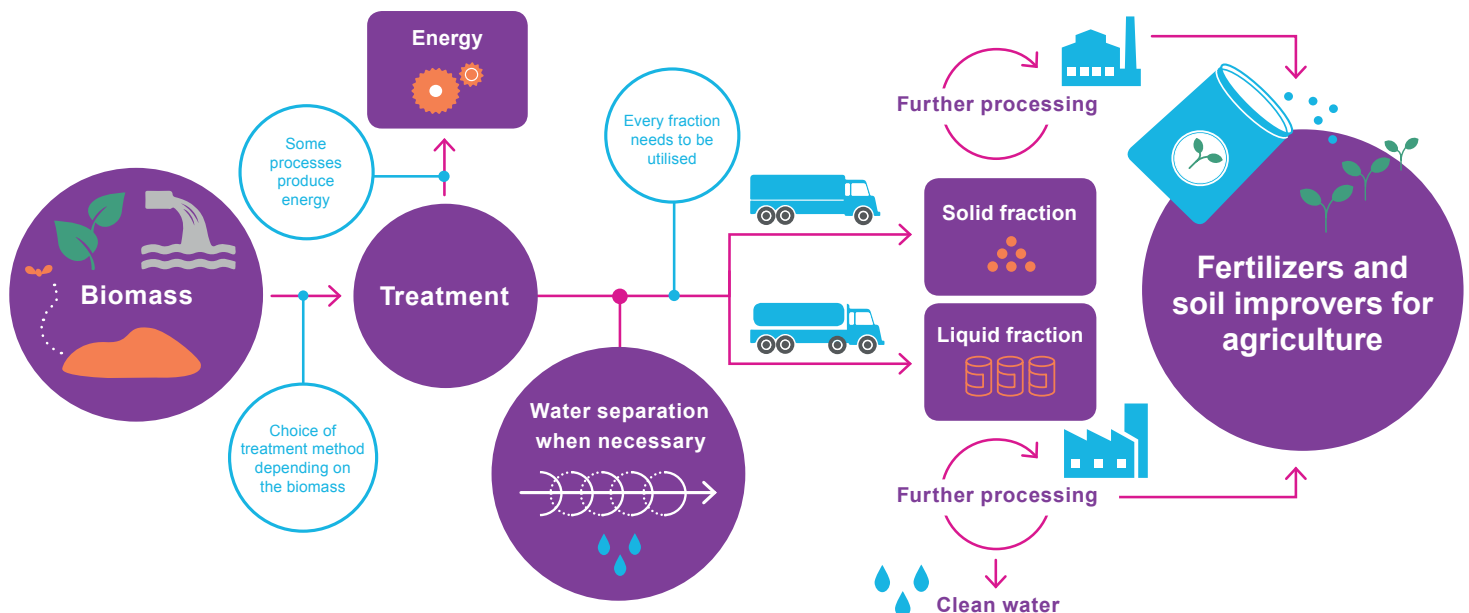 Biomass
Choice of
treatment method
depending on
the biomass
Some
processes
produce
energy
Energy
Treatment
Water separation
when necessary
Every fraction
needs to be
utilised
Solid fraction
Liquid fraction
Further processing
Further processing
Clean water
Fertilizers and
soil improvers for
agriculture